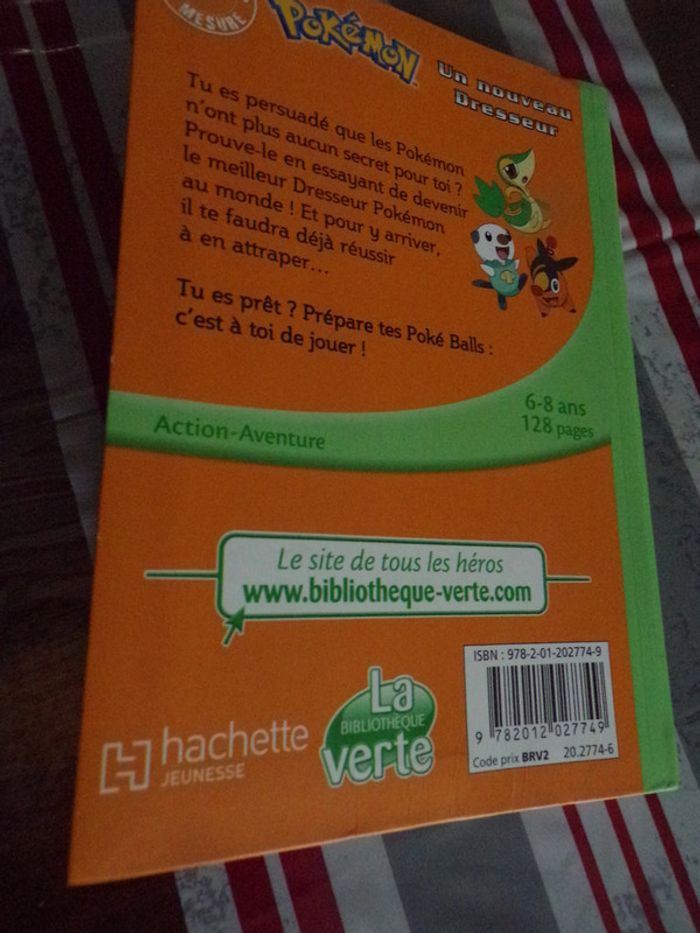 MESURE
POKÉMON
Un nouveau
Dresseur
Tu es persuadé que les Pokémon
n'ont plus aucun secret pour toi ?
Prouve-le en essayant de devenir
le meilleur Dresseur Pokémon
au monde ! Et pour y arriver,
il te faudra déjà réussir
à en attraper...
Tu es prêt ? Prépare tes Poké Balls :
c'est à toi de jouer !
Action-Aventure
6-8 ans
128 pages
Le site de tous les héros
www.bibliotheque-verte.com
hachette
JEUNESSE
La
BIBLIOTHÈQUE
verte
ISBN : 978-2-01-202774-9
9 782012 027749
Code prix BRV2 20.2774-6